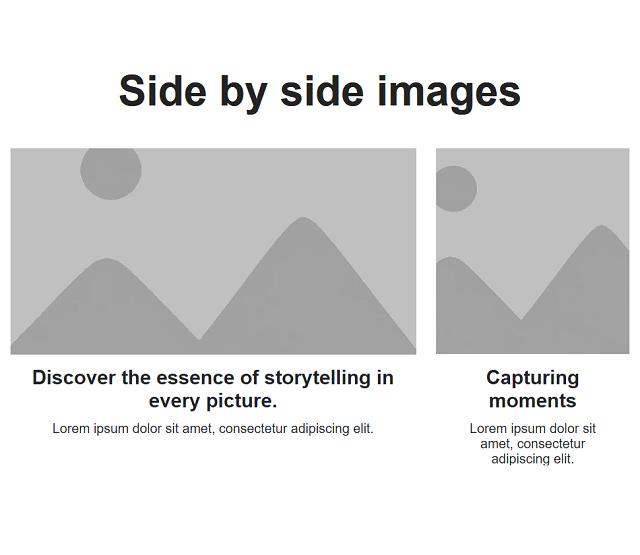 Side by side images
Discover the essence of storytelling in
every picture.
Lorem ipsum dolor sit amet, consectetur adipiscing elit.
Capturing
moments
Lorem ipsum dolor sit
amet, consectetur
adipiscing elit.